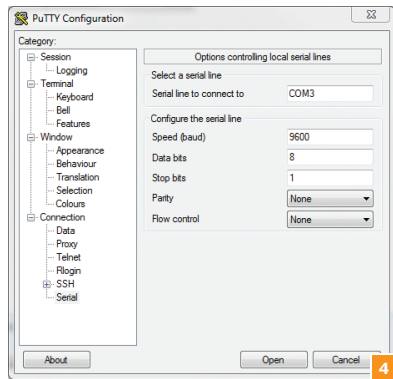 PuTTY Configuration
Category:
Session
Logging
Terminal
Keyboard
Bell
Features
Window
Appearance
Behaviour
Translation
Selection
Colours
Connection
Data
Proxy
Telnet
Rlogin
SSH
Serial
Options controlling local serial lines
Select a serial line
Serial line to connect to COM3
Configure the serial line
Speed (baud) 9600
Data bits 8
Stop bits 1
Parity None
Flow control None
About Open Cancel
4